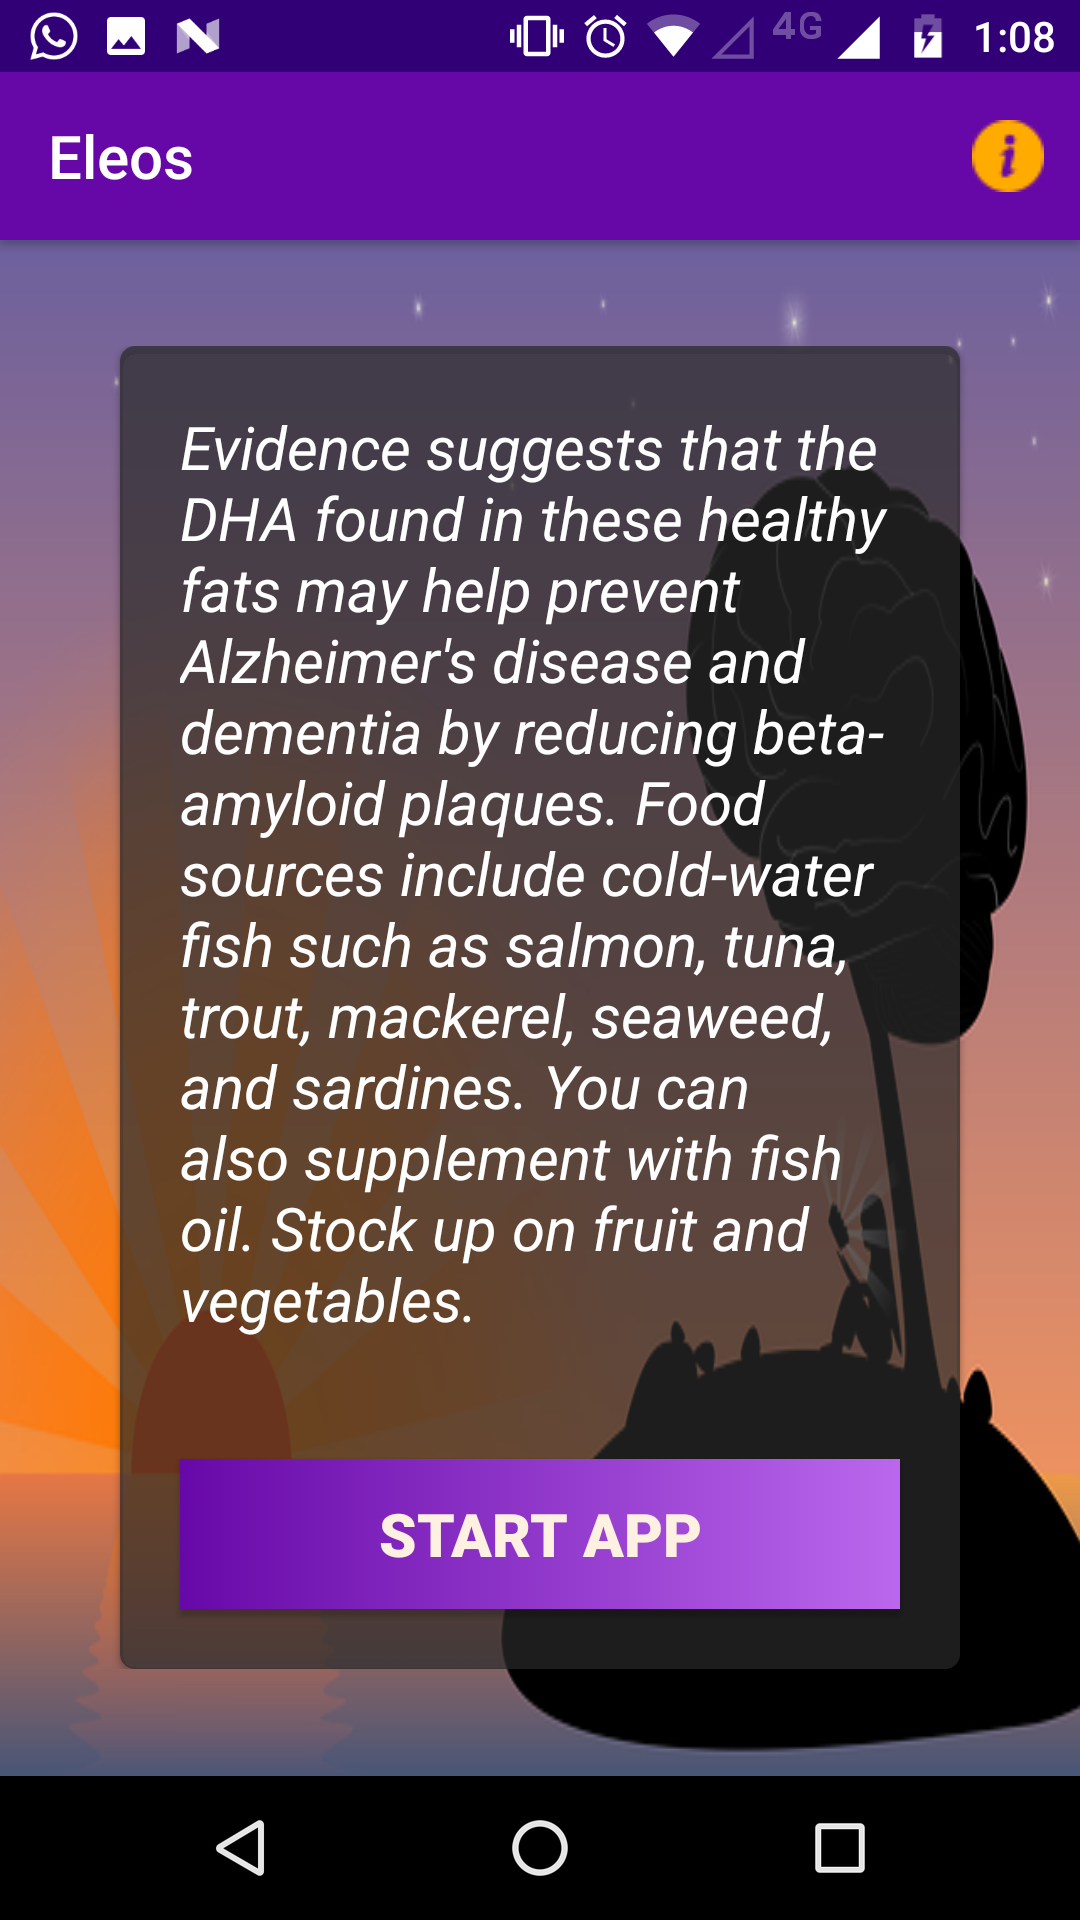 4G 1:08
Eleos
i
Evidence suggests that the
DHA found in these healthy
fats may help prevent
Alzheimer's disease and
dementia by reducing beta-
amyloid plaques. Food
sources include cold-water
fish such as salmon, tuna,
trout, mackerel, seaweed,
and sardines. You can
also supplement with fish
oil. Stock up on fruit and
vegetables.
START APP